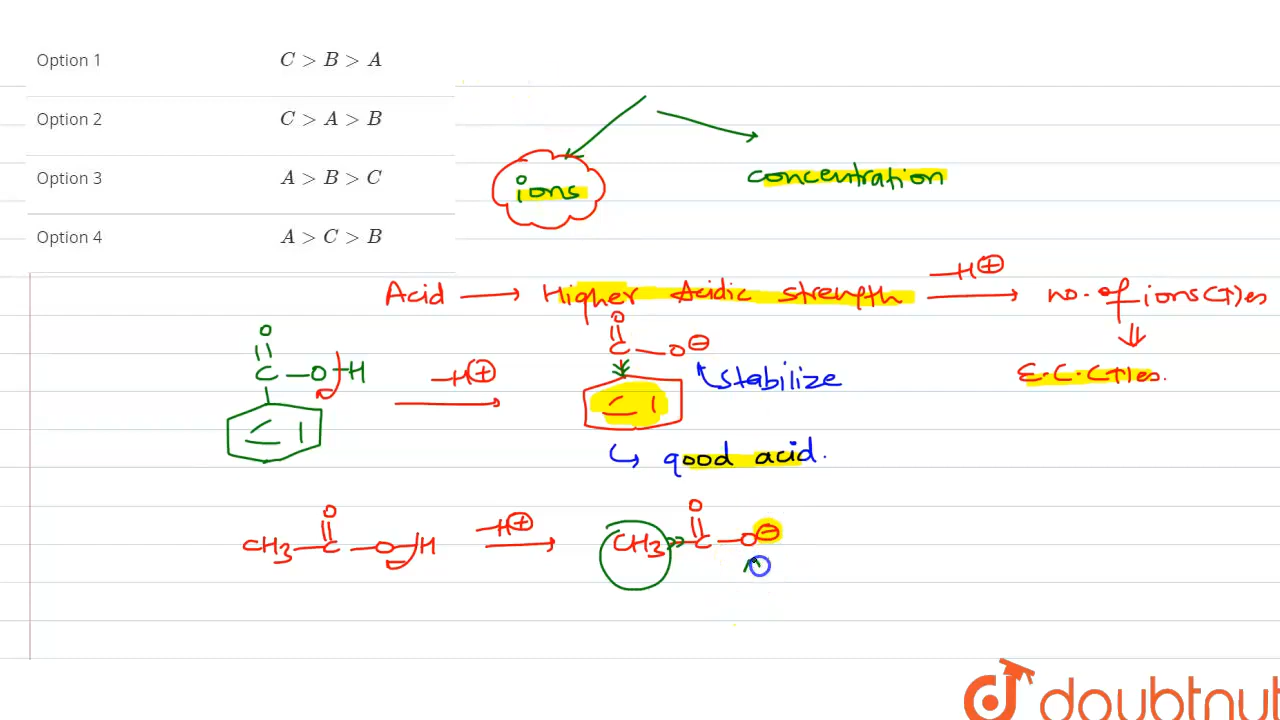 Option 1 C > B > A
Option 2 C > A > B
Option 3 A > B > C
Option 4 A > C > B
ions
concentration
Acid → Higher Acidic strength —H⊕→ no. of ions(↑)es
⇓
E.C.(↑)es.
O
||
C—O—H
—H⊕→
O
||
C—O⊖
stabilize
↳ good acid.
O
||
CH3—C—O—H
—H⊕→
O
||
CH3»C—O⊖
doubtnut